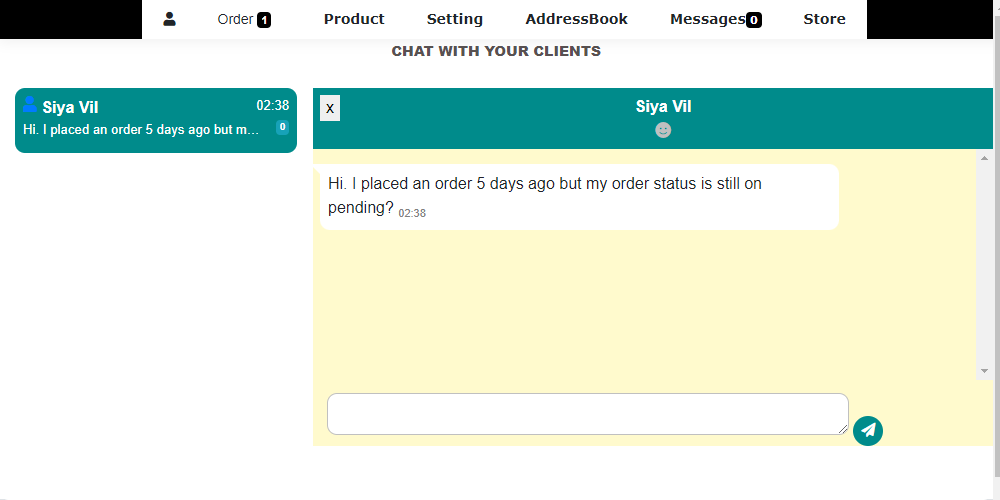 Order 1 Product Setting AddressBook Messages0 Store
CHAT WITH YOUR CLIENTS
Siya Vil 02:38
Hi. I placed an order 5 days ago but m... 0
x Siya Vil
Hi. I placed an order 5 days ago but my order status is still on
pending? 02:38